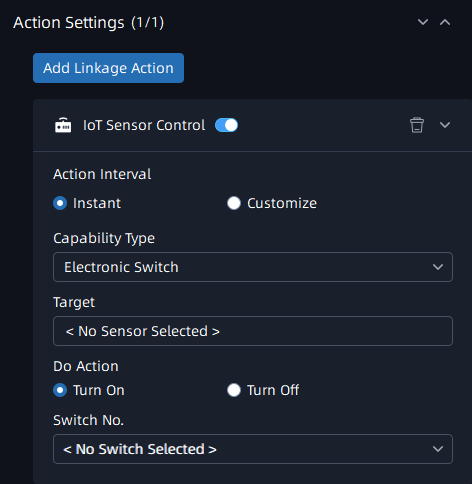 Action Settings (1/1)
Add Linkage Action
IoT Sensor Control
Action Interval
Instant Customize
Capability Type
Electronic Switch
Target
< No Sensor Selected >
Do Action
Turn On Turn Off
Switch No.
< No Switch Selected >